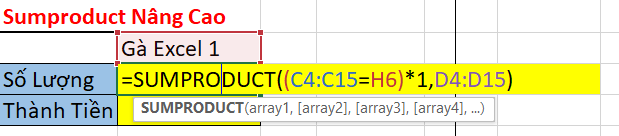 Sumproduct Nâng Cao
Gà Excel 1
Số Lượng =SUMPRODUCT((C4:C15=H6)*1,D4:D15)
Thành Tiền SUMPRODUCT(array1, [array2], [array3], [array4], ...)